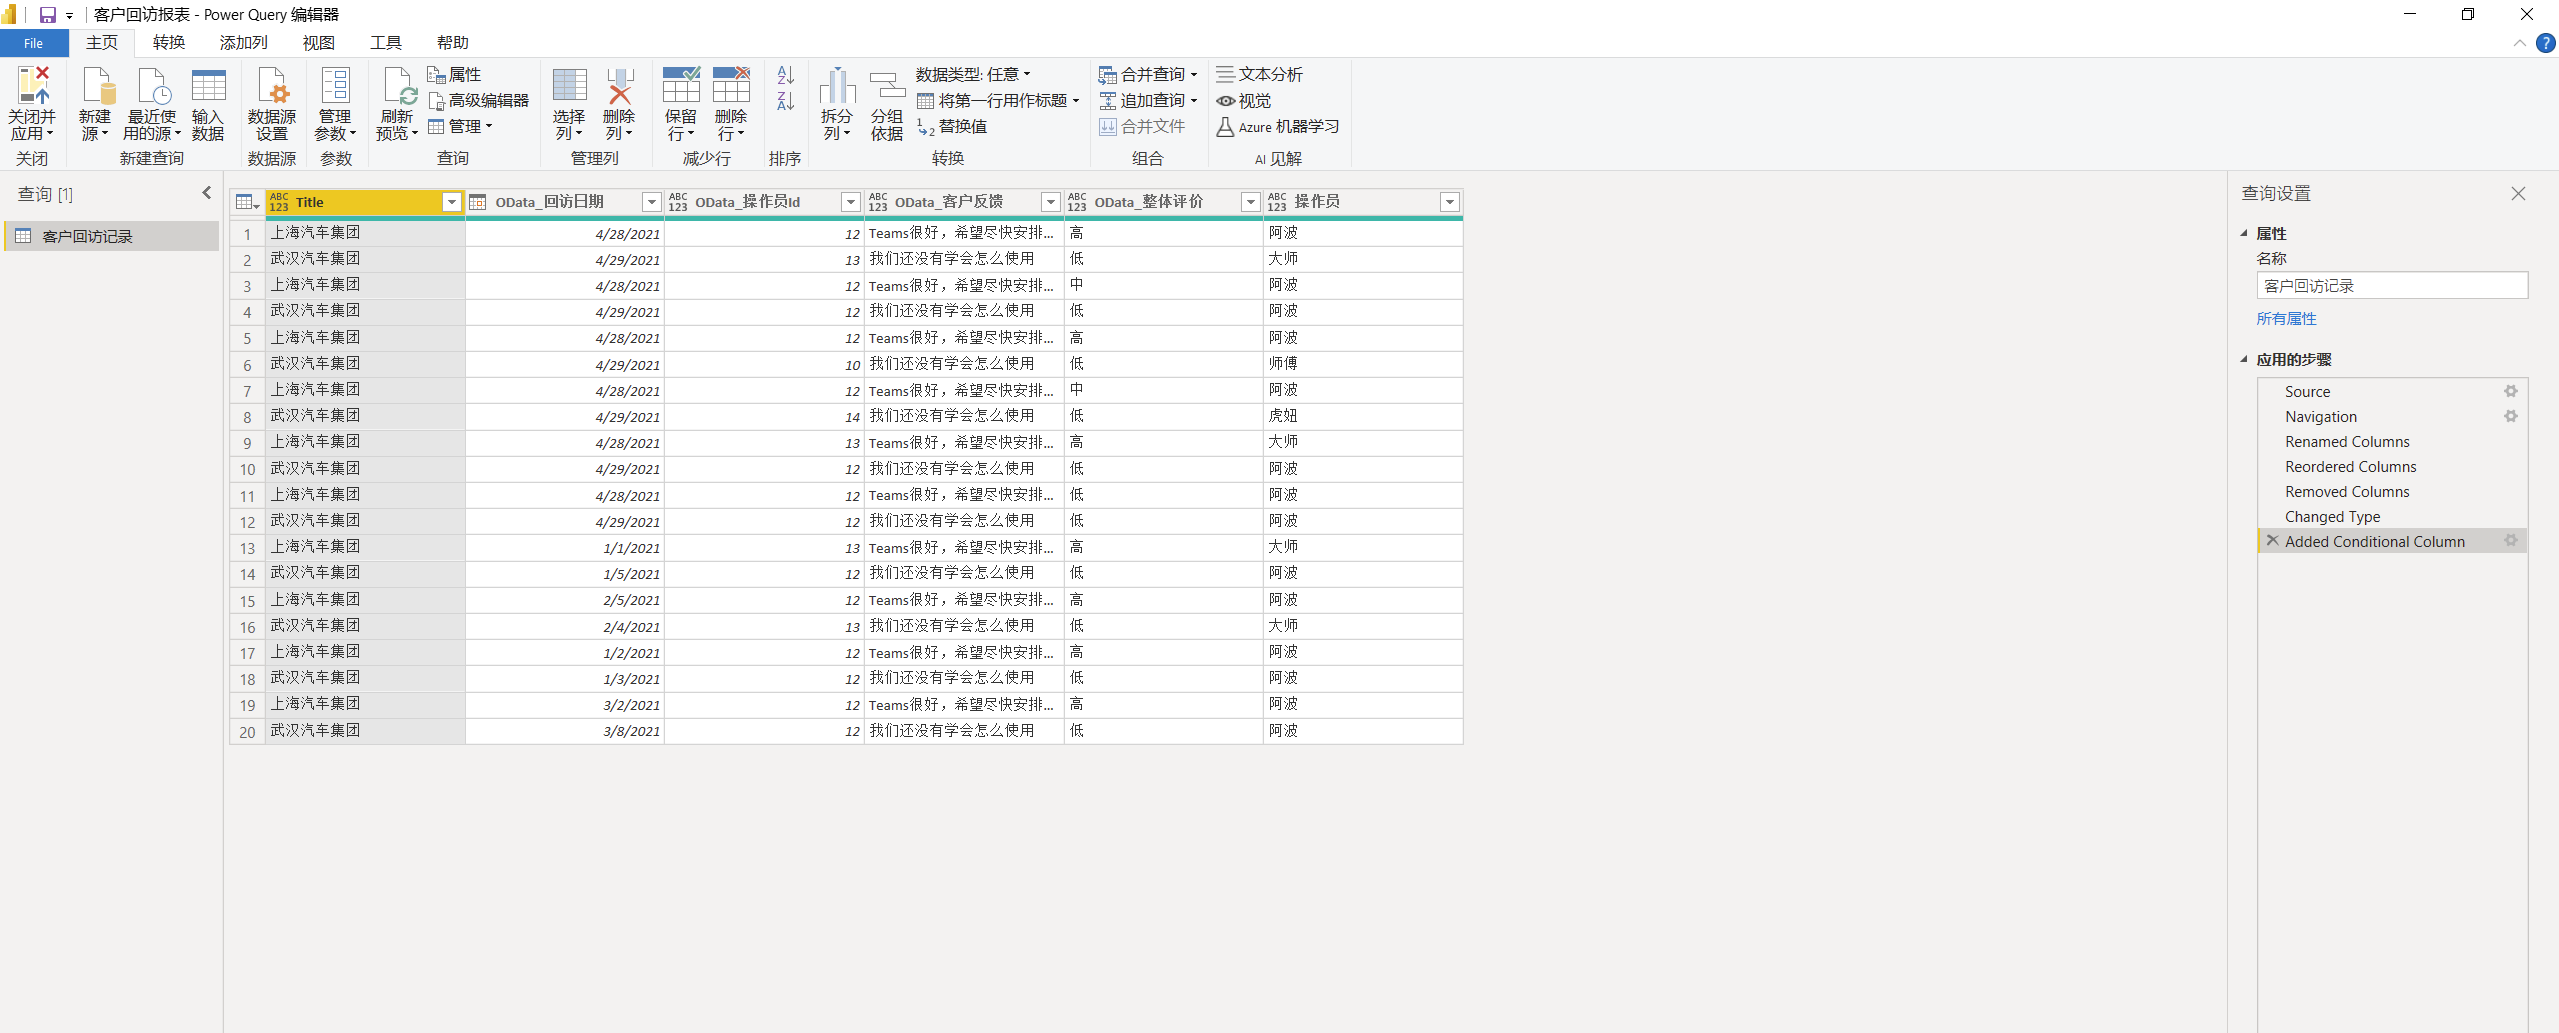 客户回访报表 - Power Query 编辑器
File 主页 转换 添加列 视图 工具 帮助
关闭并应用 新建源 最近使用的源 输入数据 数据源设置 管理参数 刷新预览 属性 高级编辑器 管理 选择列 删除列 保留行 删除行 拆分列 分组依据 数据类型: 任意 将第一行用作标题 替换值 合并查询 追加查询 合并文件 文本分析 视觉 Azure 机器学习
关闭 新建查询 数据源 参数 查询 管理列 减少行 排序 转换 组合 AI 见解
查询 [1]
客户回访记录
ABC 123 Title OData_回访日期 ABC 123 OData_操作员Id ABC 123 OData_客户反馈 ABC 123 OData_整体评价 ABC 123 操作员
1 上海汽车集团 4/28/2021 12 Teams很好，希望尽快安排... 高 阿波
2 武汉汽车集团 4/29/2021 13 我们还没有学会怎么使用 低 大师
3 上海汽车集团 4/28/2021 12 Teams很好，希望尽快安排... 中 阿波
4 武汉汽车集团 4/29/2021 12 我们还没有学会怎么使用 低 阿波
5 上海汽车集团 4/28/2021 12 Teams很好，希望尽快安排... 高 阿波
6 武汉汽车集团 4/29/2021 10 我们还没有学会怎么使用 低 师傅
7 上海汽车集团 4/28/2021 12 Teams很好，希望尽快安排... 中 阿波
8 武汉汽车集团 4/29/2021 14 我们还没有学会怎么使用 低 虎妞
9 上海汽车集团 4/28/2021 13 Teams很好，希望尽快安排... 高 大师
10 武汉汽车集团 4/29/2021 12 我们还没有学会怎么使用 低 阿波
11 上海汽车集团 4/28/2021 12 Teams很好，希望尽快安排... 低 阿波
12 武汉汽车集团 4/29/2021 12 我们还没有学会怎么使用 低 阿波
13 上海汽车集团 1/1/2021 13 Teams很好，希望尽快安排... 高 大师
14 武汉汽车集团 1/5/2021 12 我们还没有学会怎么使用 低 阿波
15 上海汽车集团 2/5/2021 12 Teams很好，希望尽快安排... 高 阿波
16 武汉汽车集团 2/4/2021 13 我们还没有学会怎么使用 低 大师
17 上海汽车集团 1/2/2021 12 Teams很好，希望尽快安排... 高 阿波
18 武汉汽车集团 1/3/2021 12 我们还没有学会怎么使用 低 阿波
19 上海汽车集团 3/2/2021 12 Teams很好，希望尽快安排... 高 阿波
20 武汉汽车集团 3/8/2021 12 我们还没有学会怎么使用 低 阿波
查询设置
属性
名称
客户回访记录
所有属性
应用的步骤
Source
Navigation
Renamed Columns
Reordered Columns
Removed Columns
Changed Type
Added Conditional Column